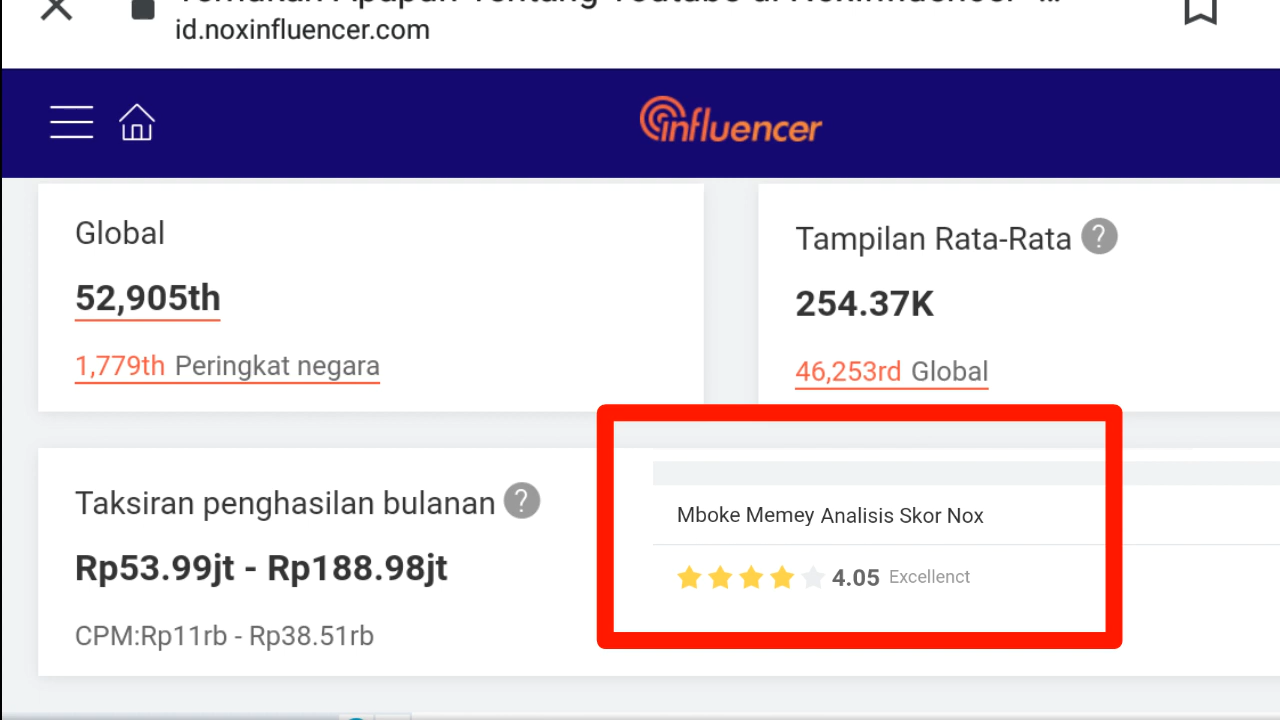 id.noxinfluencer.com
influencer
Global
52,905th
1,779th Peringkat negara
Tampilan Rata-Rata ?
254.37K
46,253rd Global
Taksiran penghasilan bulanan ?
Rp53.99jt - Rp188.98jt
CPM:Rp11rb - Rp38.51rb
Mboke Memey Analisis Skor Nox
4.05 Excellenct